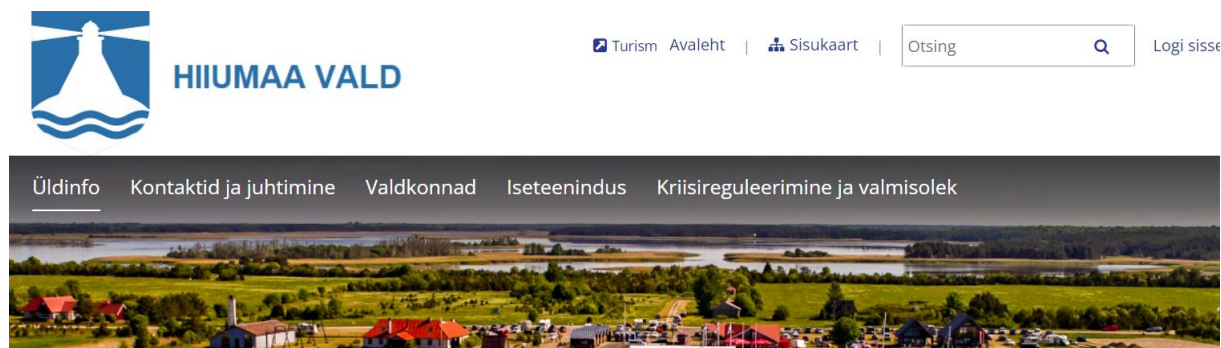 Turism Avaleht | Sisukaart | Otsing Logi sisse
HIIUMAA VALD
Üldinfo Kontaktid ja juhtimine Valdkonnad Iseteenindus Kriisireguleerimine ja valmisolek